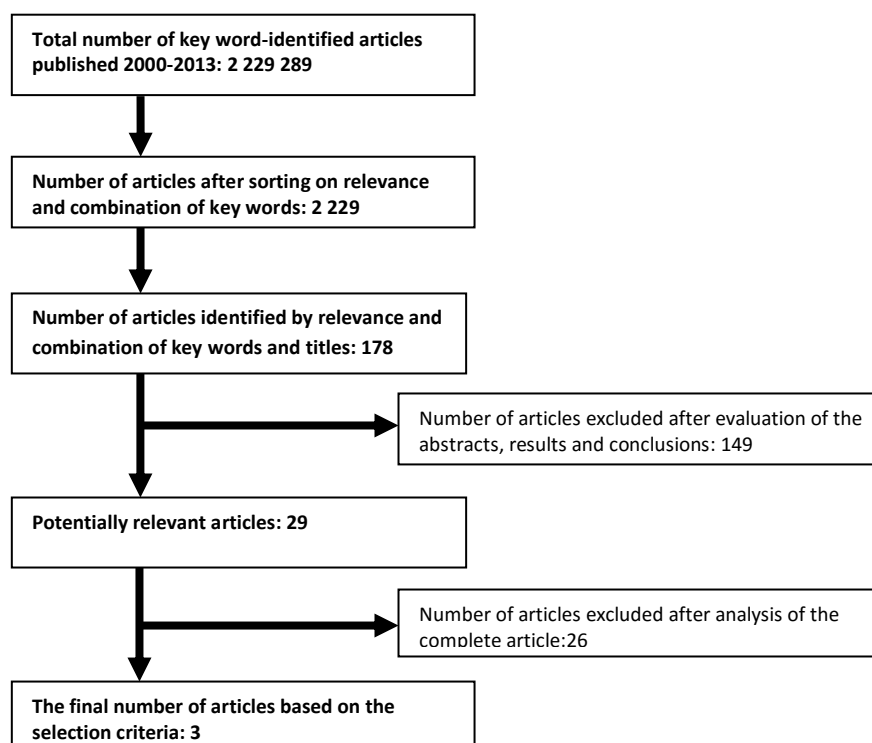 Total number of key word-identified articles
published 2000-2013: 2 229 289
Number of articles after sorting on relevance
and combination of key words: 2 229
Number of articles identified by relevance and
combination of key words and titles: 178
Number of articles excluded after evaluation of the
abstracts, results and conclusions: 149
Potentially relevant articles: 29
Number of articles excluded after analysis of the
complete article:26
The final number of articles based on the
selection criteria: 3